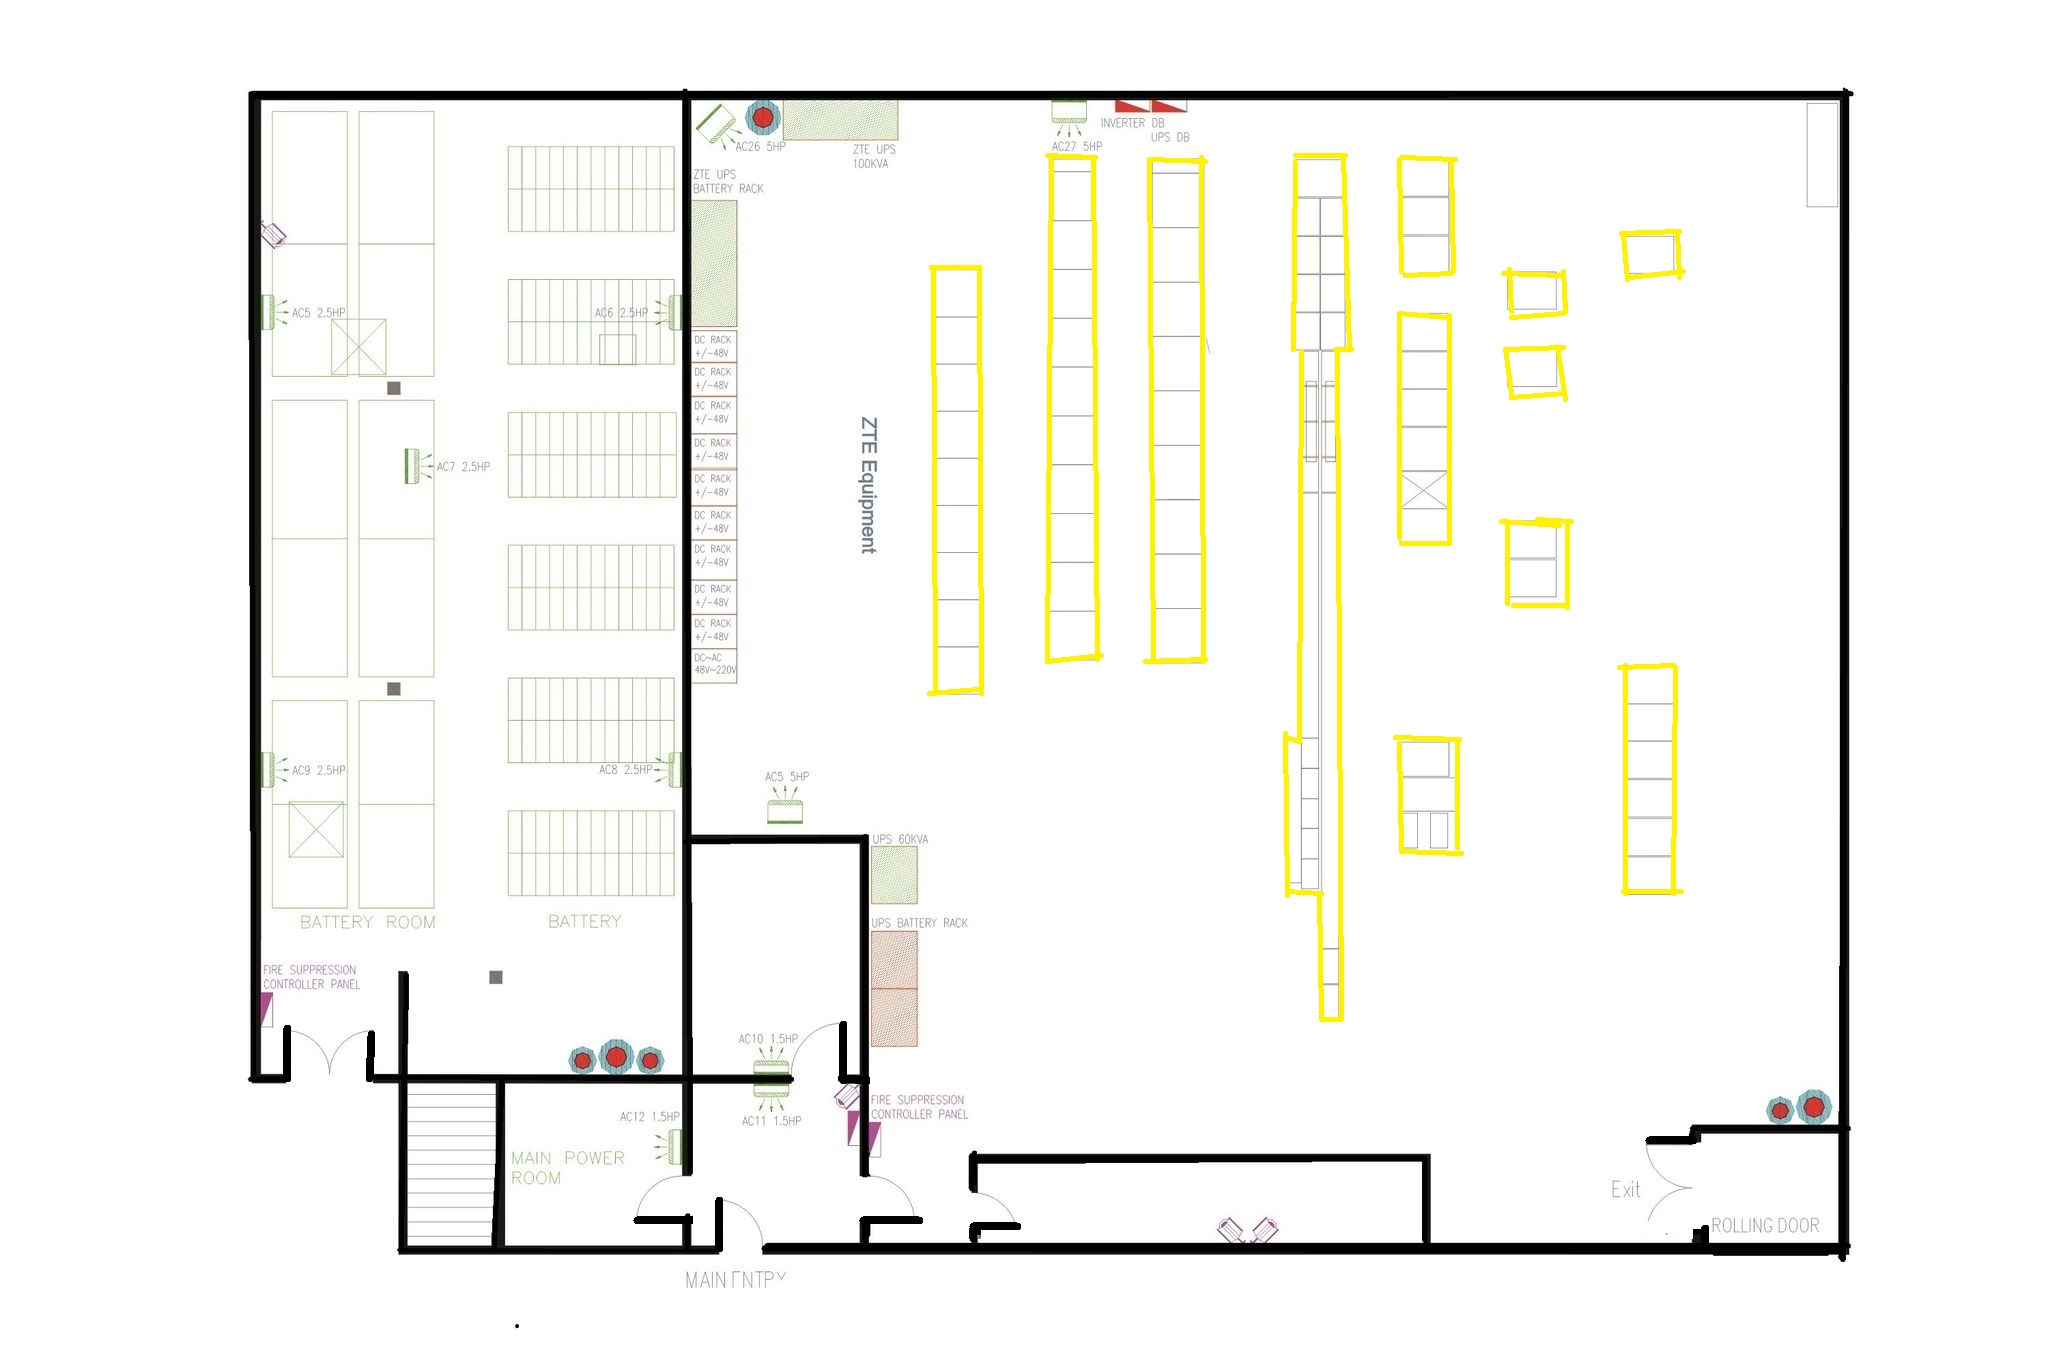 INVERTER DB
UPS DB
AC26 5HP
AC27 5HP
ZTE UPS
100KVA
ZTE UPS
BATTERY RACK
AC5 2.5HP
AC6 2.5HP
DC RACK
+/-48V
DC RACK
+/-48V
DC RACK
+/-48V
DC RACK
+/-48V
DC RACK
+/-48V
DC RACK
+/-48V
DC RACK
+/-48V
DC RACK
+/-48V
DC RACK
+/-48V
DC~AC
48V~220V
AC7 2.5HP
ZTE Equipment
AC9 2.5HP
AC8 2.5HP
AC5 5HP
UPS 60KVA
BATTERY ROOM
BATTERY
UPS BATTERY RACK
FIRE SUPPRESSION
CONTROLLER PANEL
AC10 1.5HP
AC12 1.5HP
AC11 1.5HP
FIRE SUPPRESSION
CONTROLLER PANEL
MAIN POWER
ROOM
Exit
ROLLING DOOR
MAIN ENTRY